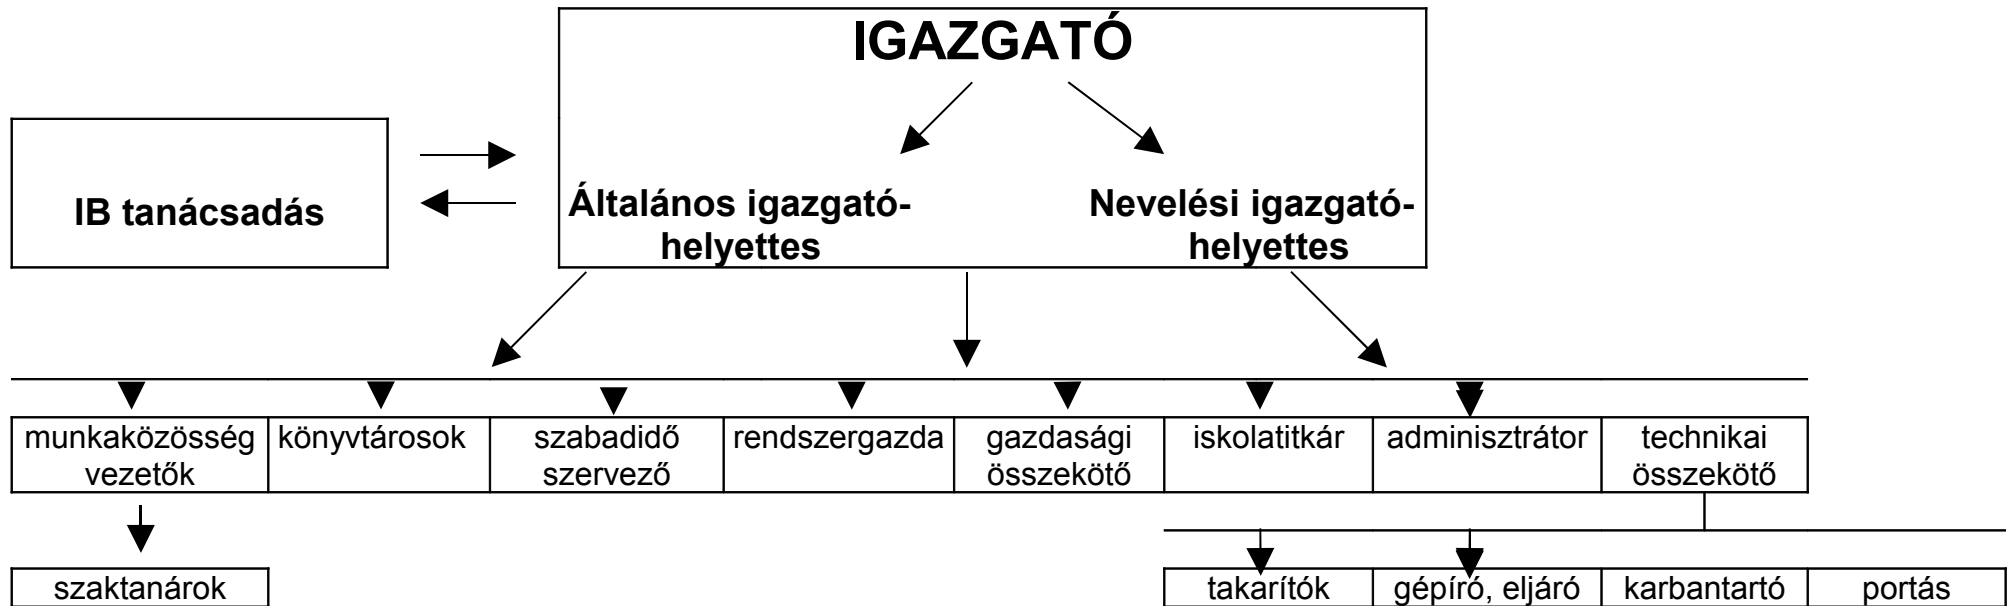 IGAZGATÓ
IB tanácsadás
Általános igazgató-
helyettes
Nevelési igazgató-
helyettes
munkaközösség
vezetők
könyvtárosok
szabadidő
szervező
rendszergazda
gazdasági
összekötő
iskolatitkár
adminisztrátor
technikai
összekötő
szaktanárok
takarítók
gépíró, eljáró
karbantartó
portás